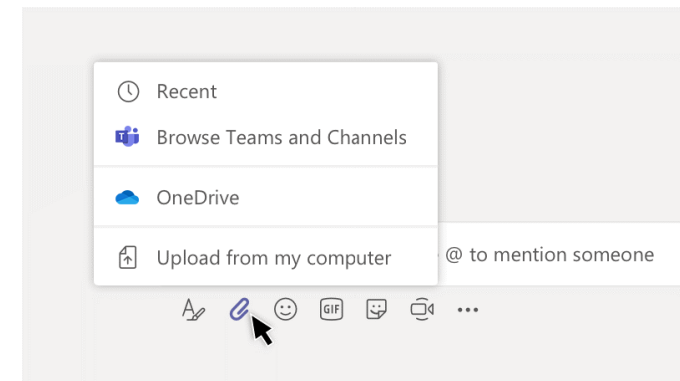 Recent
Browse Teams and Channels
OneDrive
Upload from my computer
@ to mention someone
GIF